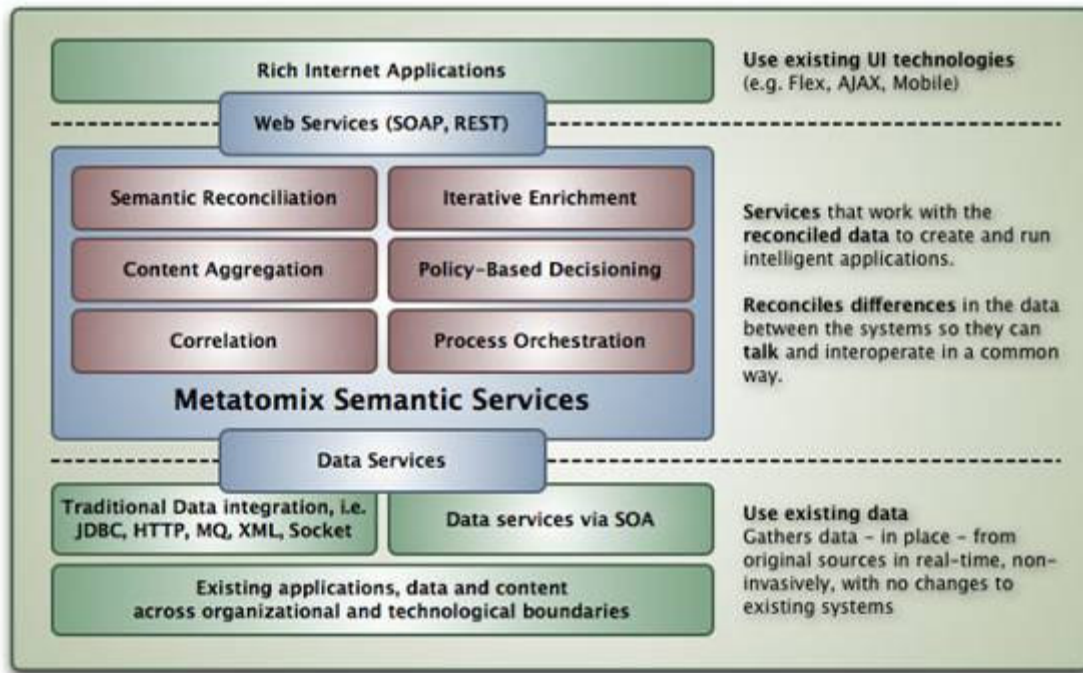 Rich Internet Applications
Use existing UI technologies
(e.g. Flex, AJAX, Mobile)
Web Services (SOAP, REST)
Semantic Reconciliation
Iterative Enrichment
Content Aggregation
Policy-Based Decisioning
Correlation
Process Orchestration
Metatomix Semantic Services
Services that work with the
reconciled data to create and run
intelligent applications.
Reconciles differences in the data
between the systems so they can
talk and interoperate in a common
way.
Data Services
Traditional Data integration, i.e.
JDBC, HTTP, MQ, XML, Socket
Data services via SOA
Existing applications, data and content
across organizational and technological boundaries
Use existing data
Gathers data - in place - from
original sources in real-time, non-
invasively, with no changes to
existing systems